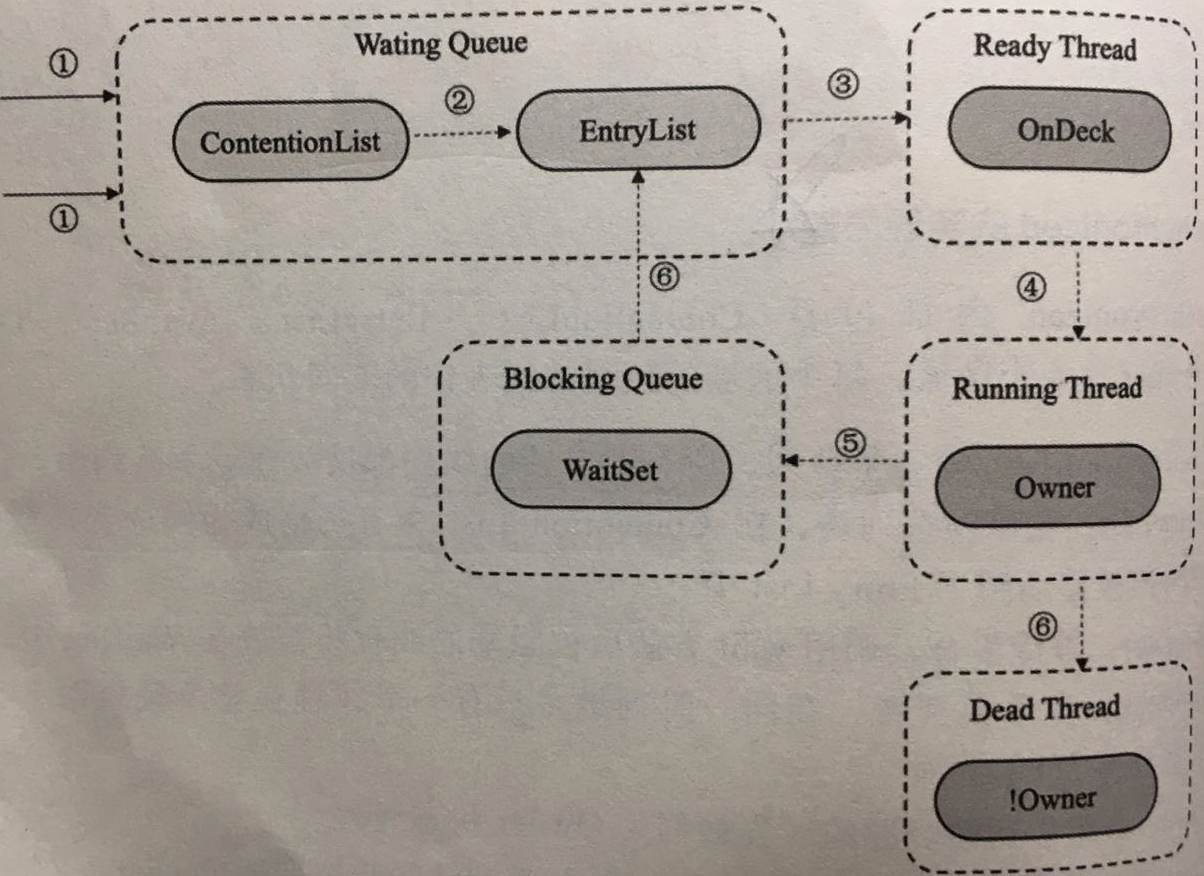 Wating Queue
Ready Thread
①
②
③
ContentionList
EntryList
OnDeck
①
⑥
④
Blocking Queue
Running Thread
⑤
WaitSet
Owner
⑥
Dead Thread
!Owner